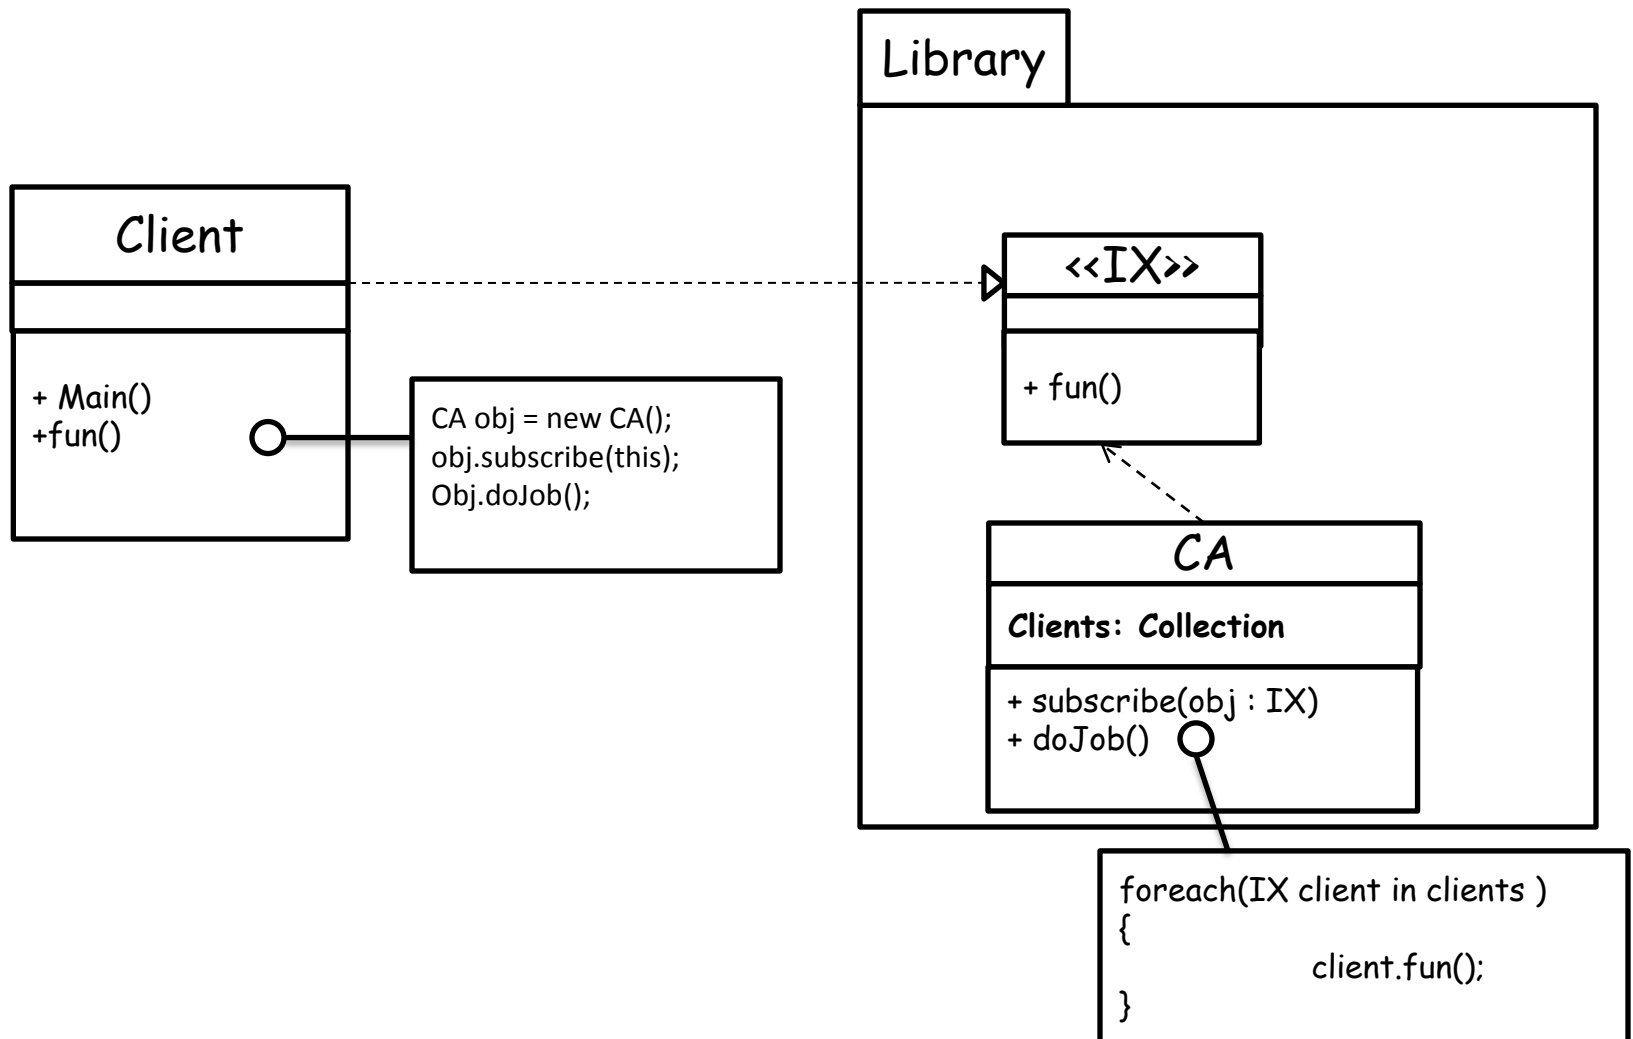 Library
Client
<<IX>>
+ Main()
+fun()
+ fun()
CA obj = new CA();
obj.subscribe(this);
Obj.doJob();
CA
Clients: Collection
+ subscribe(obj : IX)
+ doJob()
foreach(IX client in clients )
{
client.fun();
}